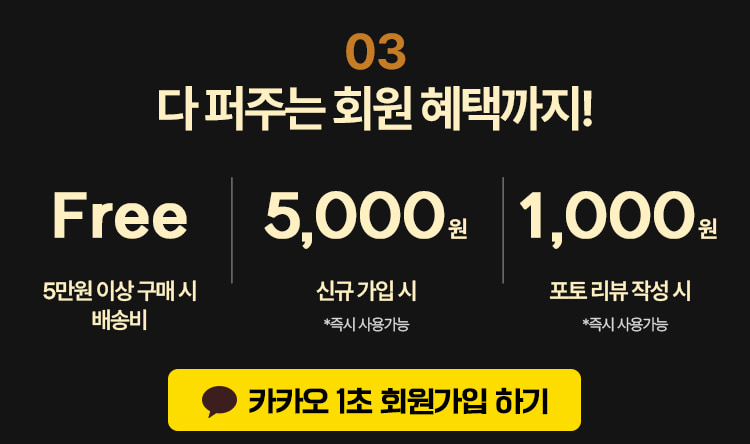 03
다 퍼주는 회원 혜택까지!
Free
5만원 이상 구매 시
배송비
5,000원
신규 가입 시
*즉시 사용가능
1,000원
포토 리뷰 작성 시
*즉시 사용가능
카카오 1초 회원가입 하기